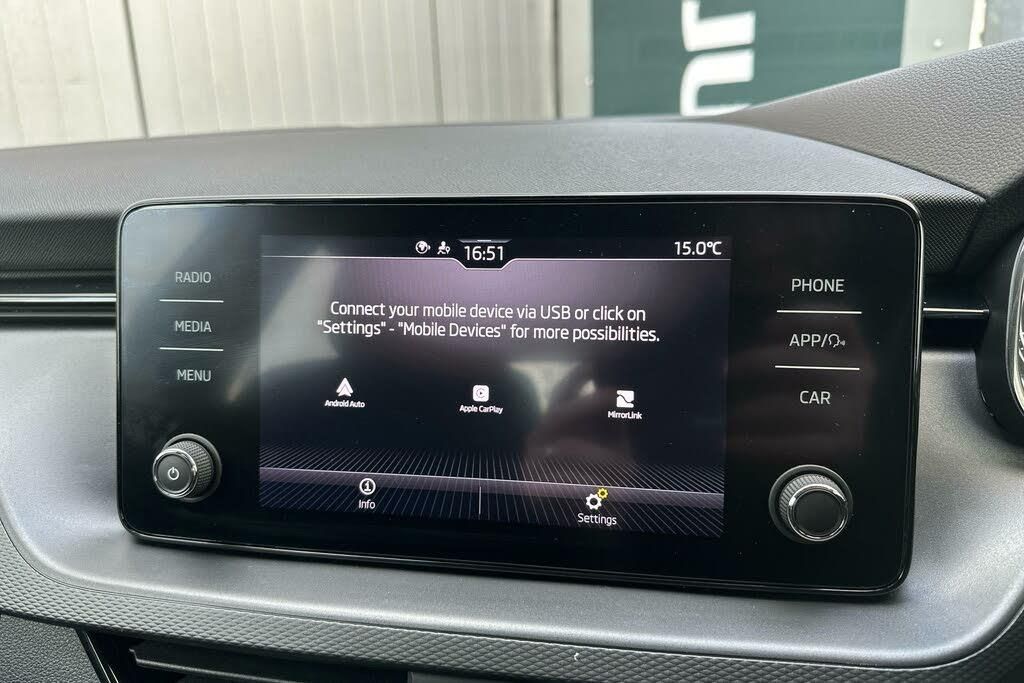 16:51
15.0°C
RADIO
MEDIA
MENU
Connect your mobile device via USB or click on
"Settings" - "Mobile Devices" for more possibilities.
Android Auto
Apple CarPlay
MirrorLink
Info
Settings
PHONE
APP/
CAR